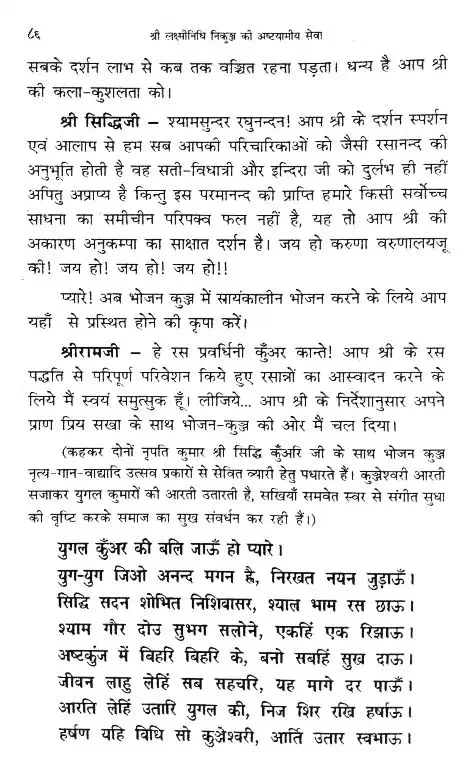 ८६ श्री लक्ष्मीनिधि निकुञ्ज की अष्टयामीय सेवा
सबके दर्शन लाभ से कब तक वञ्चित रहना पड़ता। धन्य है आप श्री
की कला-कुशलता को।
श्री सिद्धिजी – श्यामसुन्दर रघुनन्दन! आप श्री के दर्शन स्पर्शन
एवं आलाप से हम सब आपकी परिचारिकाओं को जैसी रसानन्द की
अनुभूति होती है वह सती-विधात्री और इन्दिरा जी को दुर्लभ ही नहीं
अपितु अप्राप्य है किन्तु इस परमानन्द की प्राप्ति हमारे किसी सर्वोच्च
साधना का समीचीन परिपक्व फल नहीं है, यह तो आप श्री की
अकारण अनुकम्पा का साक्षात दर्शन है। जय हो करुणा वरुणालयजू
की! जय हो! जय हो! जय हो!!
प्यारे! अब भोजन कुञ्ज में सायंकालीन भोजन करने के लिये आप
यहाँ से प्रस्थित होने की कृपा करें।
श्रीरामजी – हे रस प्रवर्धिनी कुँअर कान्ते! आप श्री के रस
पद्धति से परिपूर्ण परिवेशन किये हुए रसान्नों का आस्वादन करने के
लिये मैं स्वयं समुत्सुक हूँ। लीजिये... आप श्री के निर्देशानुसार अपने
प्राण प्रिय सखा के साथ भोजन-कुञ्ज की ओर मैं चल दिया।
(कहकर दोनों नृपति कुमार श्री सिद्धि कुँअरि जी के साथ भोजन कुञ्ज
नृत्य-गान-वाद्यादि उत्सव प्रकारों से सेवित ब्यारी हेतु पधारते हैं। कुञ्जेश्वरी आरती
सजाकर युगल कुमारों की आरती उतारती है, सखियाँ समवेत स्वर से संगीत सुधा
की वृष्टि करके समाज का सुख संवर्धन कर रही हैं।)
युगल कुँअर की बलि जाऊँ हो प्यारे।
युग-युग जिओ अनन्द मगन ह्वै, निरखत नयन जुड़ाऊँ।
सिद्धि सदन शोभित निशिबासर, श्याल भाम रस छाऊ।
श्याम गौर दोउ सुभग सलोने, एकहिं एक रिझाऊ।
अष्टकुंज में बिहरि बिहरि के, बनो सबहिं सुख दाऊ।
जीवन लाहु लेहिं सब सहचरि, यह मागे दर पाऊँ।
आरति लेहिं उतारि युगल की, निज शिर रखि हर्षाऊ।
हर्षण यहि विधि सो कुञ्जेश्वरी, आर्ति उतार स्वभाऊ।